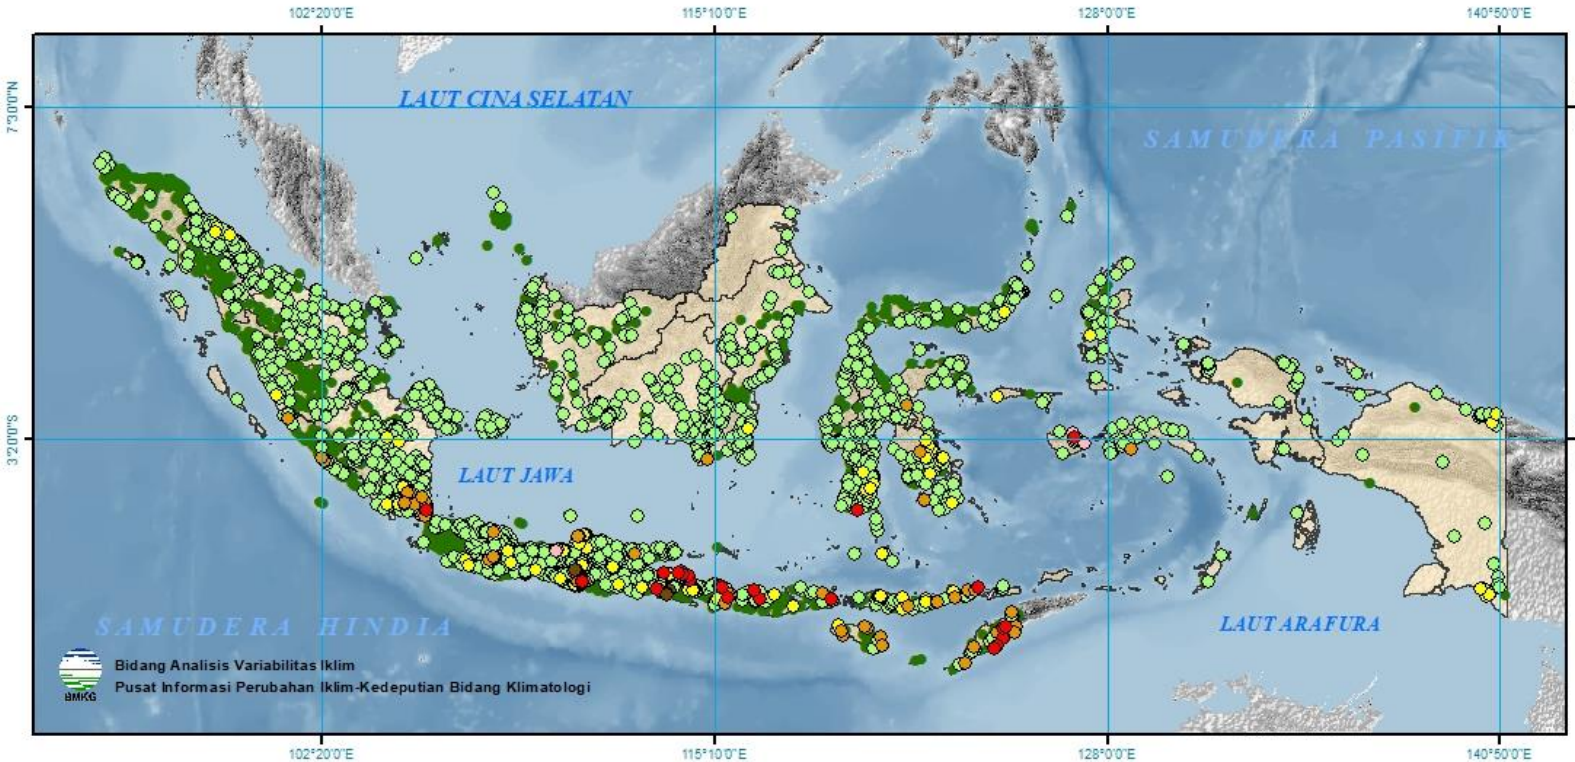 102°20'0"E 115°10'0"E 128°0'0"E 140°50'0"E
7°30'0"N
LAUT CINA SELATAN
SAMUDERA PASIFIK
3°20'0"S
LAUT JAWA
SAMUDERA HINDIA
LAUT ARAFURA
Bidang Analisis Variabilitas Iklim
Pusat Informasi Perubahan Iklim-Kedeputian Bidang Klimatologi
BMKG
102°20'0"E 115°10'0"E 128°0'0"E 140°50'0"E